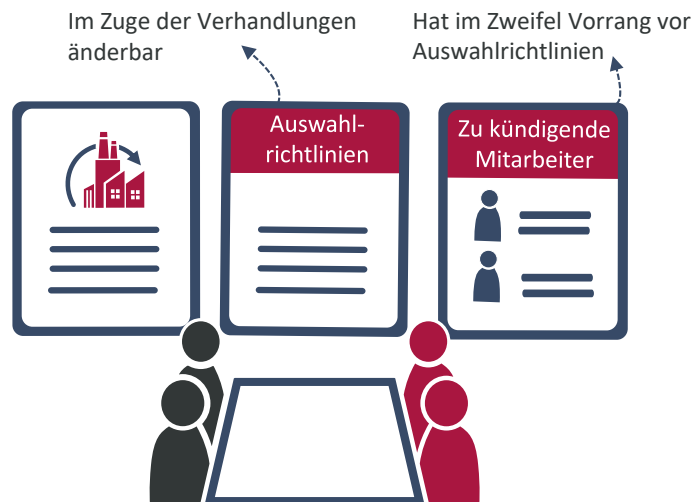 Im Zuge der Verhandlungen
änderbar
Hat im Zweifel Vorrang vor
Auswahlrichtlinien
Auswahl-
richtlinien
Zu kündigende
Mitarbeiter